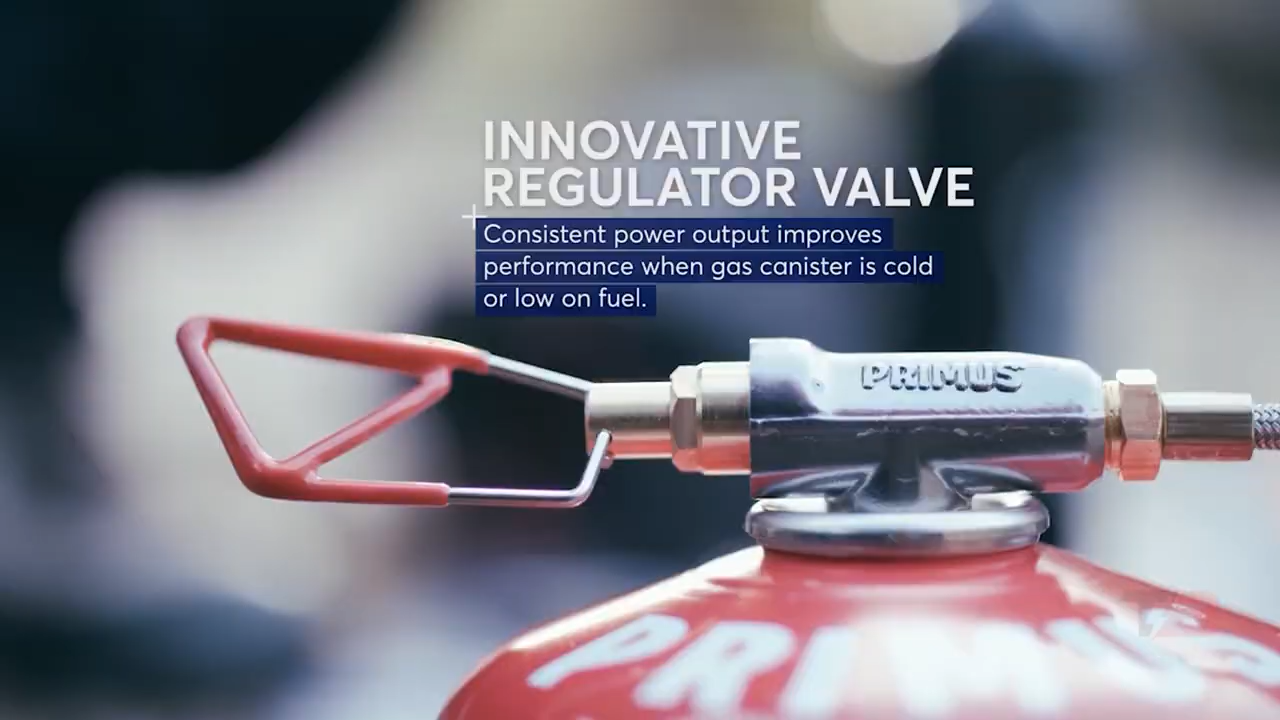 INNOVATIVE
REGULATOR VALVE
Consistent power output improves
performance when gas canister is cold
or low on fuel.
PRIMUS
PRIMUS